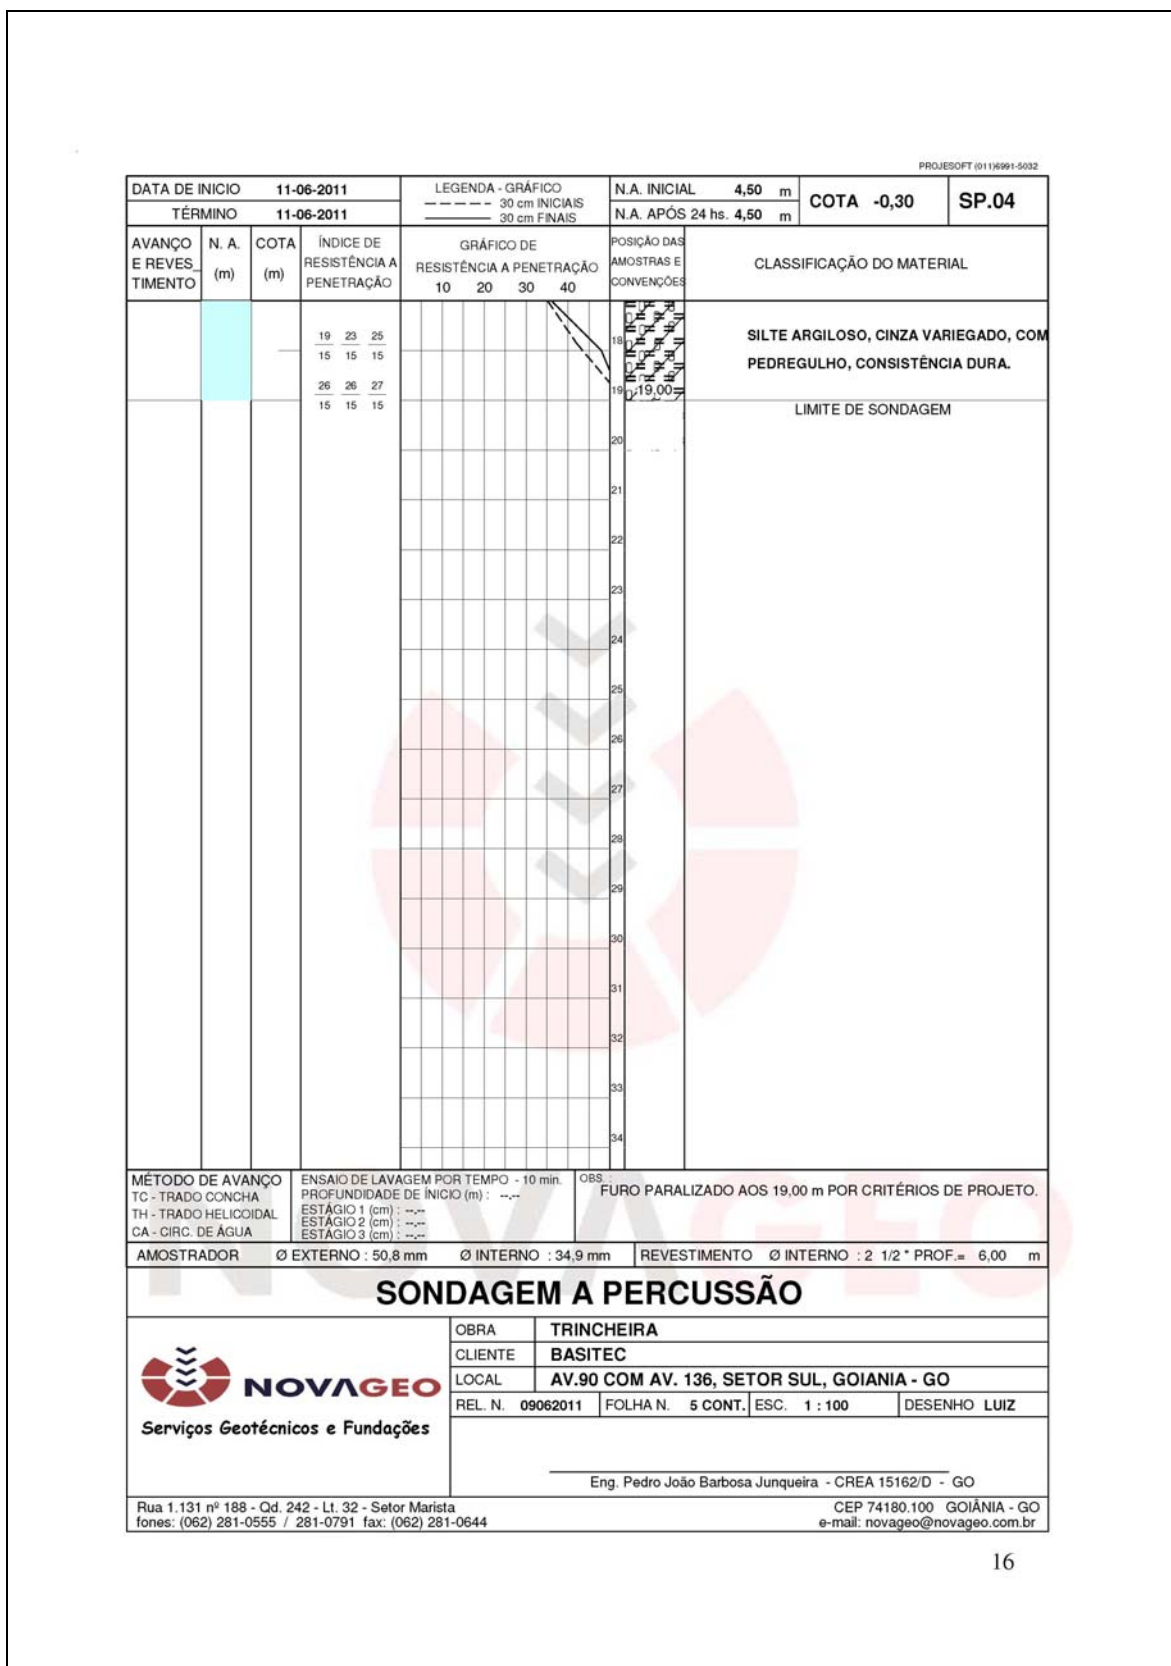 PROJESOFT (011)6991-5032
DATA DE INICIO 11-06-2011
TÉRMINO 11-06-2011
LEGENDA - GRÁFICO
30 cm INICIAIS
30 cm FINAIS
N.A. INICIAL 4,50 m
N.A. APÓS 24 hs. 4,50 m
COTA -0,30
SP.04
AVANÇO
E REVES_
TIMENTO
N. A.
(m)
COTA
(m)
ÍNDICE DE
RESISTÊNCIA A
PENETRAÇÃO
GRÁFICO DE
RESISTÊNCIA A PENETRAÇÃO
10 20 30 40
POSIÇÃO DAS
AMOSTRAS E
CONVENÇÕES
CLASSIFICAÇÃO DO MATERIAL
19 23 25
15 15 15
26 26 27
15 15 15
18
19
19,00
20
21
22
23
24
25
26
27
28
29
30
31
32
33
34
SILTE ARGILOSO, CINZA VARIEGADO, COM
PEDREGULHO, CONSISTÊNCIA DURA.
LIMITE DE SONDAGEM
MÉTODO DE AVANÇO
TC - TRADO CONCHA
TH - TRADO HELICOIDAL
CA - CIRC. DE ÁGUA
ENSAIO DE LAVAGEM POR TEMPO - 10 min.
PROFUNDIDADE DE ÍNICIO (m) : --,--
ESTÁGIO 1 (cm) : --,--
ESTÁGIO 2 (cm) : --,--
ESTÁGIO 3 (cm) : --,--
OBS. :
FURO PARALIZADO AOS 19,00 m POR CRITÉRIOS DE PROJETO.
AMOSTRADOR Ø EXTERNO : 50,8 mm Ø INTERNO : 34,9 mm
REVESTIMENTO Ø INTERNO : 2 1/2 " PROF.= 6,00 m
NOVAGEO
SONDAGEM A PERCUSSÃO
NOVAGEO
Serviços Geotécnicos e Fundações
OBRA TRINCHEIRA
CLIENTE BASITEC
LOCAL AV.90 COM AV. 136, SETOR SUL, GOIANIA - GO
REL. N. 09062011 FOLHA N. 5 CONT. ESC. 1 : 100 DESENHO LUIZ
Eng. Pedro João Barbosa Junqueira - CREA 15162/D - GO
Rua 1.131 nº 188 - Qd. 242 - Lt. 32 - Setor Marista
fones: (062) 281-0555 / 281-0791 fax: (062) 281-0644
CEP 74180.100 GOIÂNIA - GO
e-mail: novageo@novageo.com.br
16